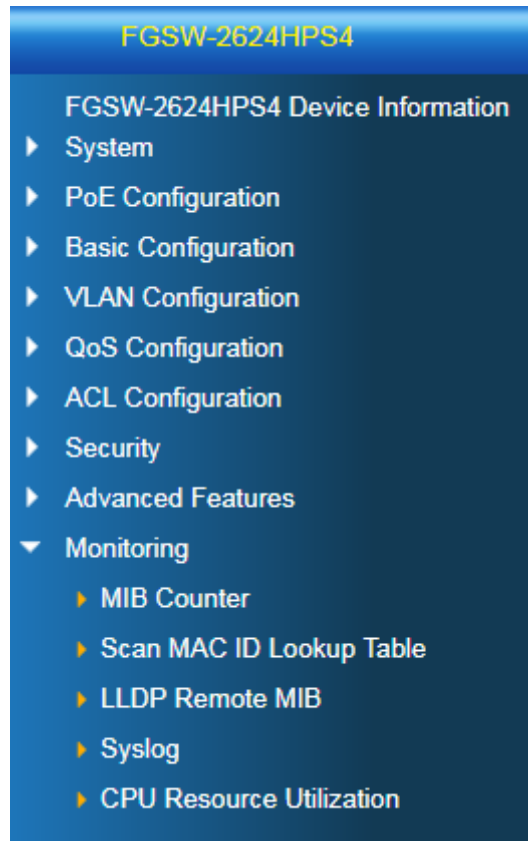 FGSW-2624HPS4
FGSW-2624HPS4 Device Information
System
PoE Configuration
Basic Configuration
VLAN Configuration
QoS Configuration
ACL Configuration
Security
Advanced Features
Monitoring
MIB Counter
Scan MAC ID Lookup Table
LLDP Remote MIB
Syslog
CPU Resource Utilization